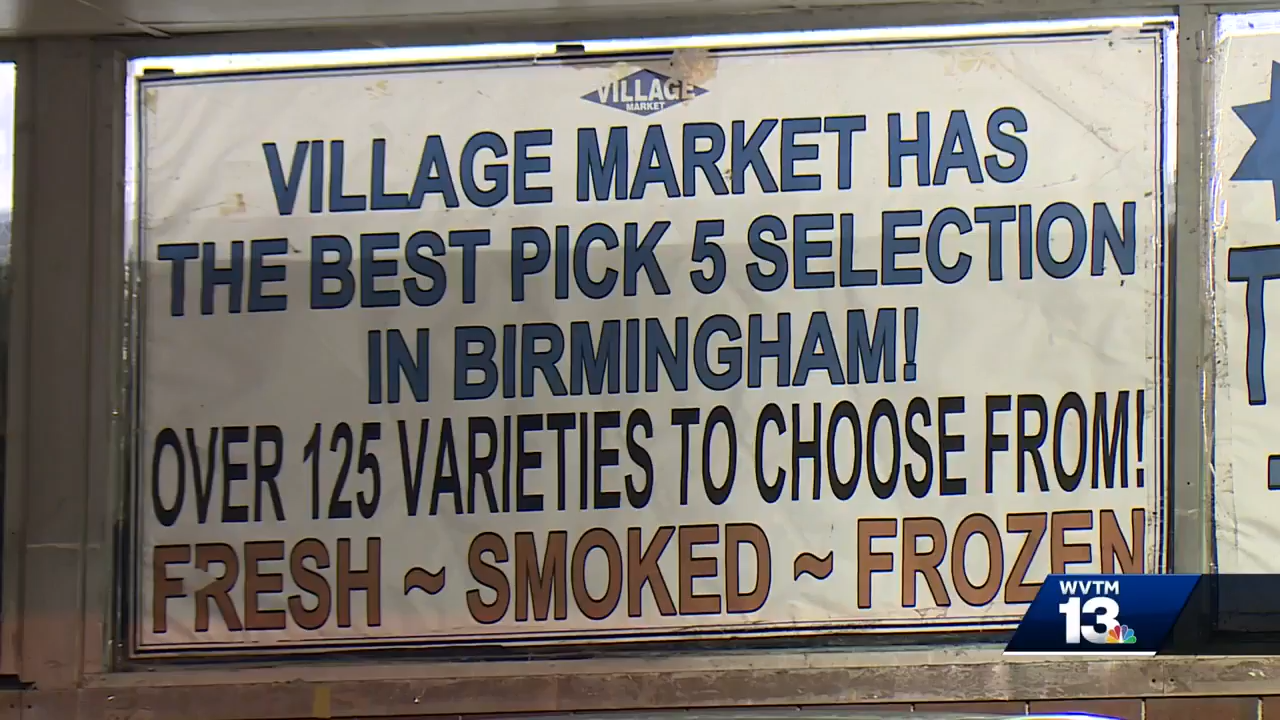 VILLAGE
MARKET
VILLAGE MARKET HAS
THE BEST PICK 5 SELECTION
IN BIRMINGHAM!
OVER 125 VARIETIES TO CHOOSE FROM!
FRESH ~ SMOKED ~ FROZEN
WVTM
13